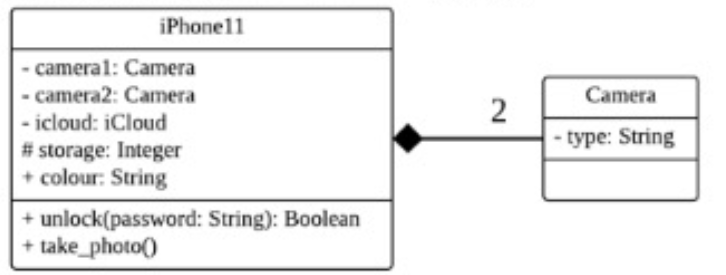 iPhone11
- camera1: Camera
- camera2: Camera
- icloud: iCloud
# storage: Integer
+ colour: String
+ unlock(password: String): Boolean
+ take_photo()
2
Camera
- type: String